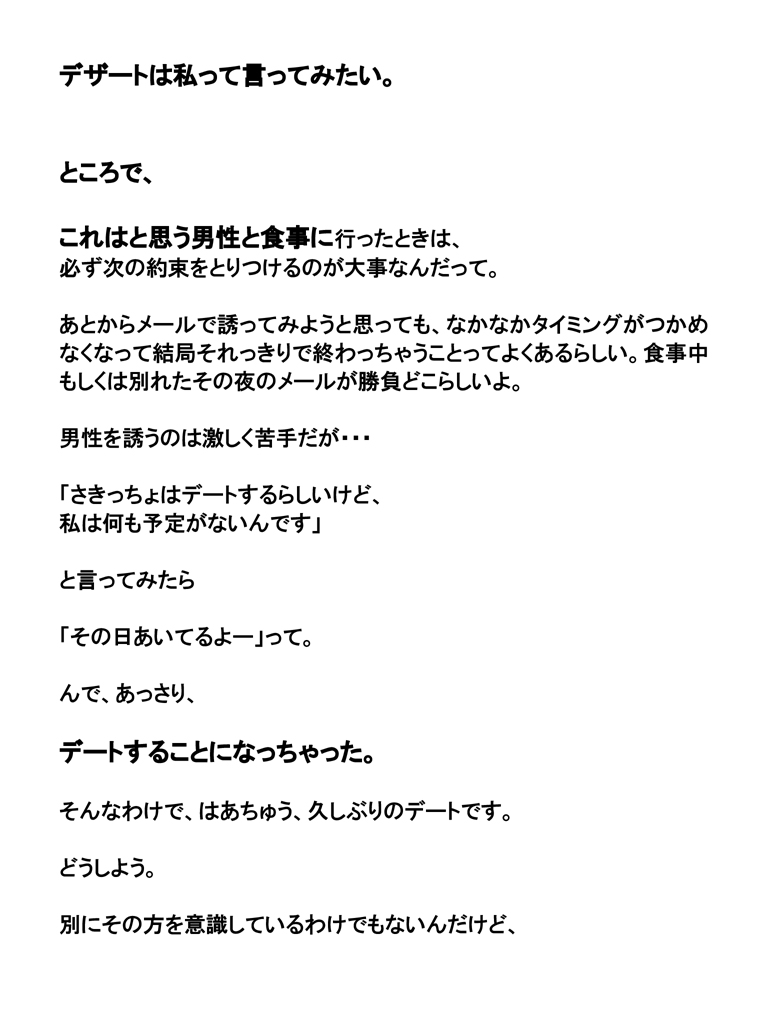 デザートは私って言ってみたい。
ところで、
これはと思う男性と食事に行ったときは、
必ず次の約束をとりつけるのが大事なんだって。
あとからメールで誘ってみようと思っても、なかなかタイミングがつかめ
なくなって結局それっきりで終わっちゃうことってよくあるらしい。食事中
もしくは別れたその夜のメールが勝負どこらしいよ。
男性を誘うのは激しく苦手だが・・・
「さきっちょはデートするらしいけど、
私は何も予定がないんです」
と言ってみたら
「その日あいてるよー」って。
んで、あっさり、
デートすることになっちゃった。
そんなわけで、はあちゅう、久しぶりのデートです。
どうしよう。
別にその方を意識しているわけでもないんだけど、